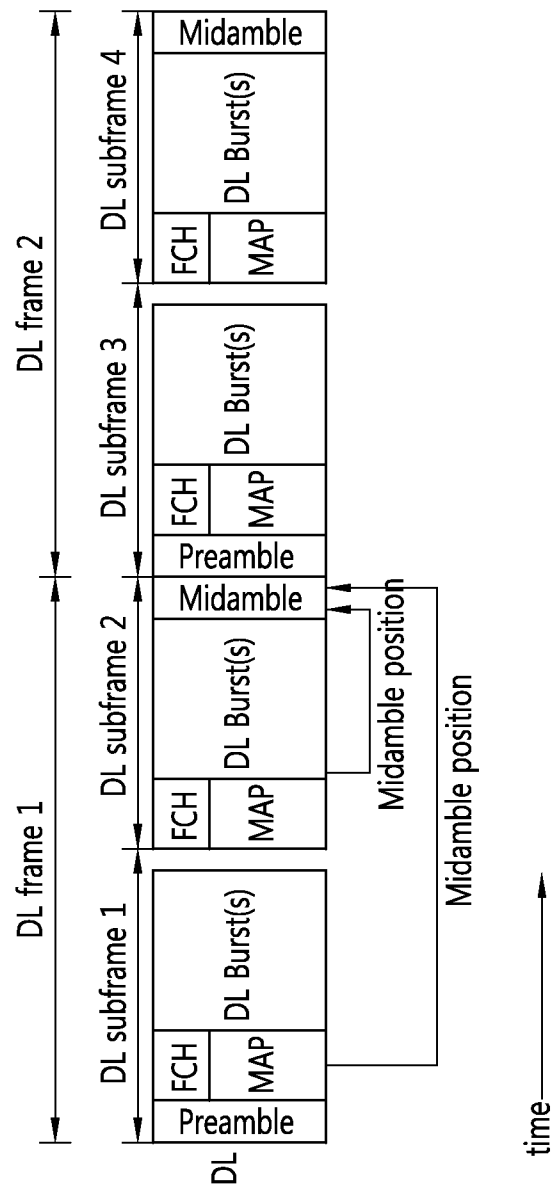 DL frame 1
DL frame 2
DL subframe 1
DL subframe 2
DL subframe 3
DL subframe 4
DL
Preamble
FCH
MAP
DL Burst(s)
FCH
MAP
DL Burst(s)
Midamble
Preamble
FCH
MAP
DL Burst(s)
FCH
MAP
DL Burst(s)
Midamble
Midamble position
Midamble position
time